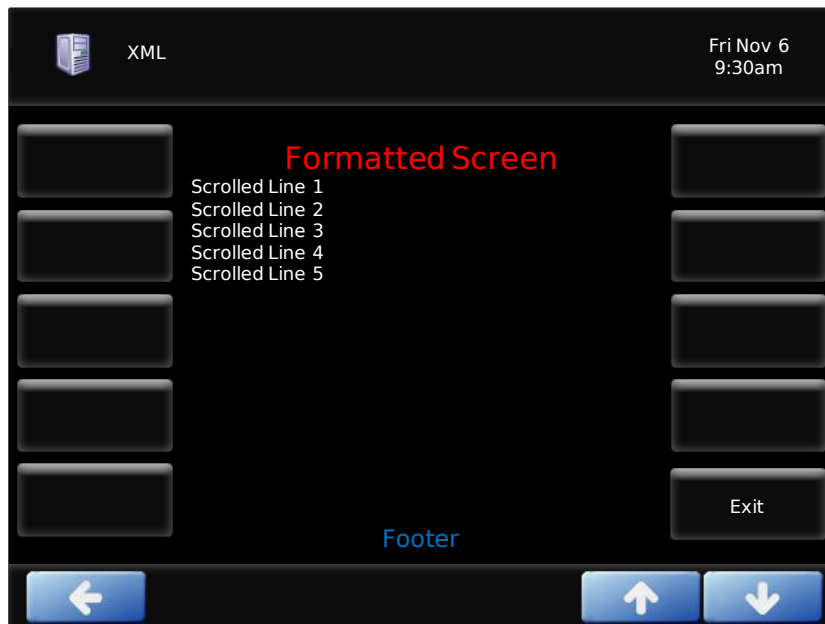 XML
Fri Nov 6
9:30am
Formatted Screen
Scrolled Line 1
Scrolled Line 2
Scrolled Line 3
Scrolled Line 4
Scrolled Line 5
Exit
Footer